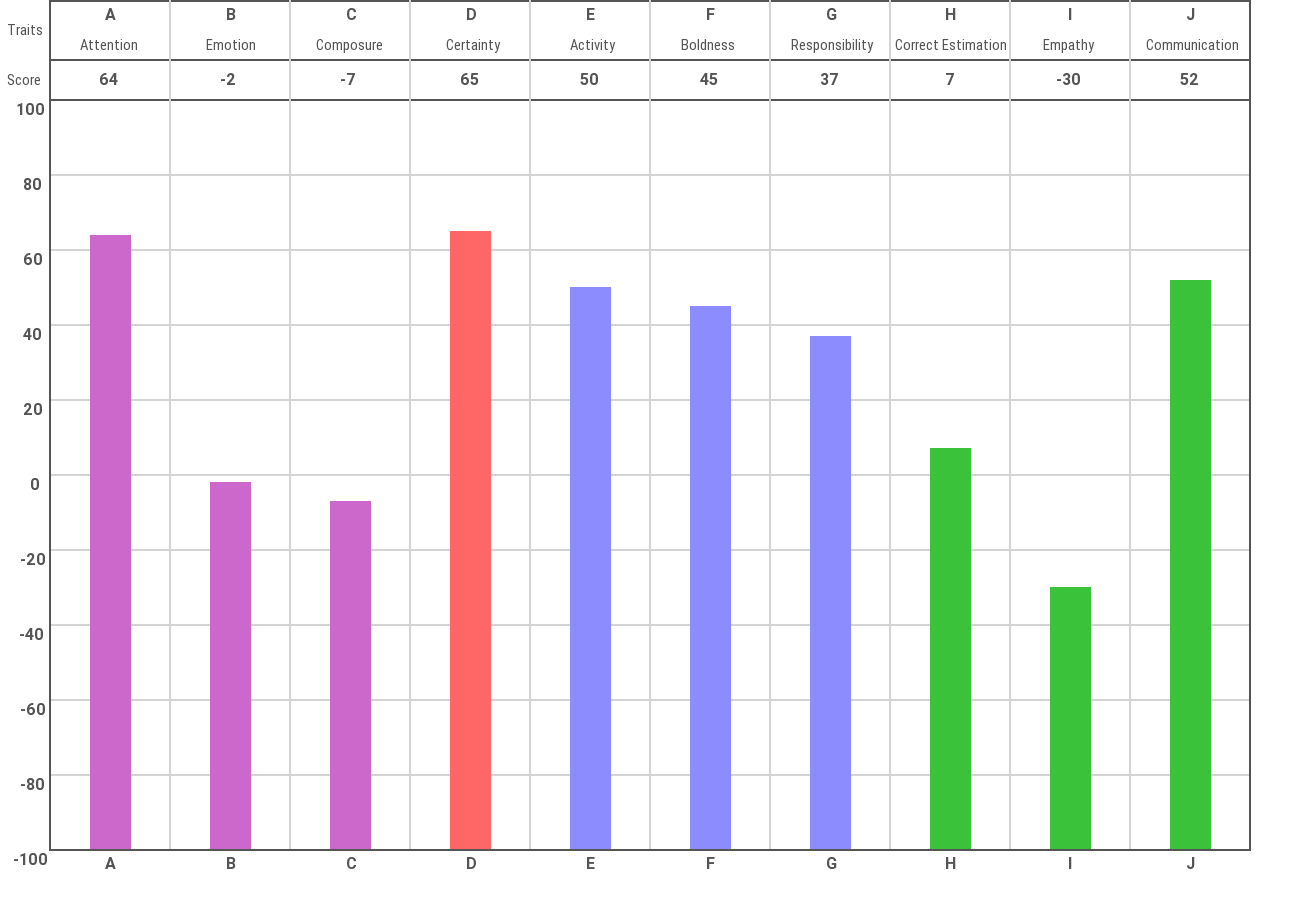 A B C D E F G H I J
Traits
Attention Emotion Composure Certainty Activity Boldness Responsibility Correct Estimation Empathy Communication
Score 64 -2 -7 65 50 45 37 7 -30 52
100
80
60
40
20
0
-20
-40
-60
-80
-100
A B C D E F G H I J